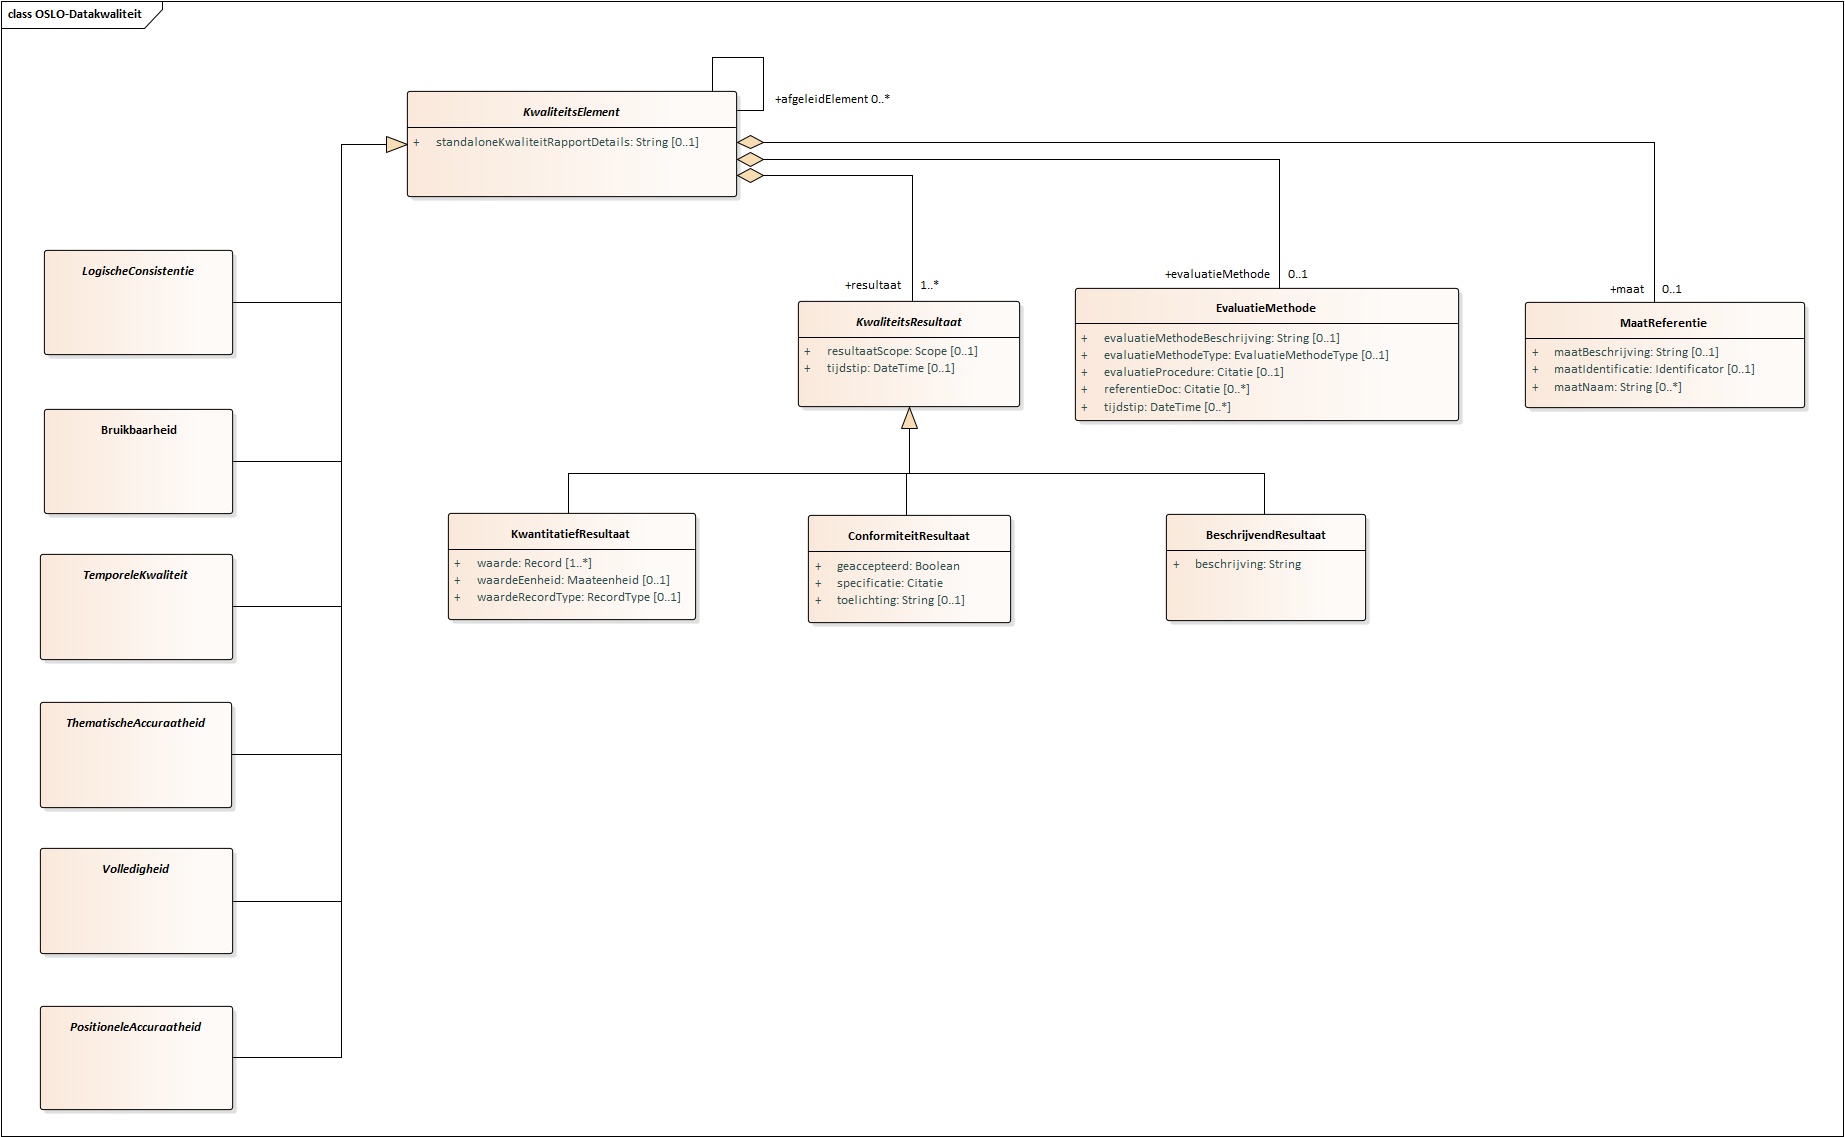 class OSLO-Datakwaliteit
+afgeleidElement 0..*
KwaliteitsElement
+ standaloneKwaliteitRapportDetails: String [0..1]
LogischeConsistentie
Bruikbaarheid
TemporeleKwaliteit
ThematischeAccuraatheid
Volledigheid
PositioneleAccuraatheid
+resultaat 1..*
+evaluatieMethode 0..1
+maat 0..1
KwaliteitsResultaat
+ resultaatScope: Scope [0..1]
+ tijdstip: DateTime [0..1]
EvaluatieMethode
+ evaluatieMethodeBeschrijving: String [0..1]
+ evaluatieMethodeType: EvaluatieMethodeType [0..1]
+ evaluatieProcedure: Citatie [0..1]
+ referentieDoc: Citatie [0..*]
+ tijdstip: DateTime [0..*]
MaatReferentie
+ maatBeschrijving: String [0..1]
+ maatIdentificatie: Identificator [0..1]
+ maatNaam: String [0..*]
KwantitatiefResultaat
+ waarde: Record [1..*]
+ waardeEenheid: Maateenheid [0..1]
+ waardeRecordType: RecordType [0..1]
ConformiteitResultaat
+ geaccepteerd: Boolean
+ specificatie: Citatie
+ toelichting: String [0..1]
BeschrijvendResultaat
+ beschrijving: String